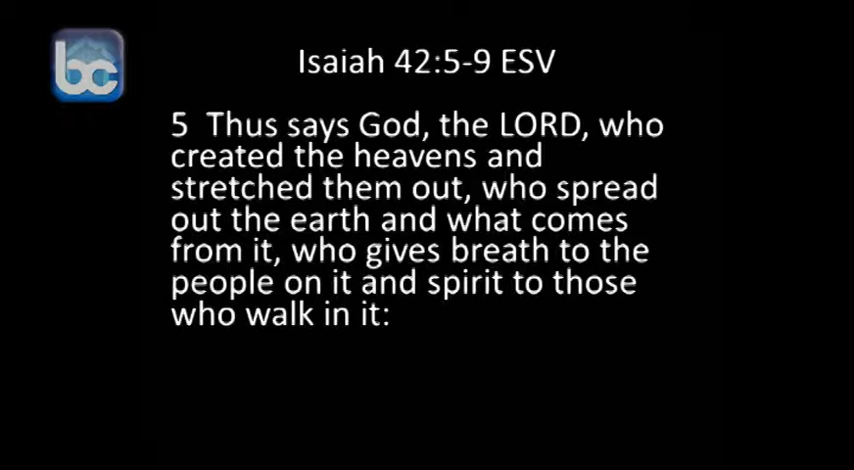 bc
Isaiah 42:5-9 ESV
5 Thus says God, the LORD, who
created the heavens and
stretched them out, who spread
out the earth and what comes
from it, who gives breath to the
people on it and spirit to those
who walk in it: